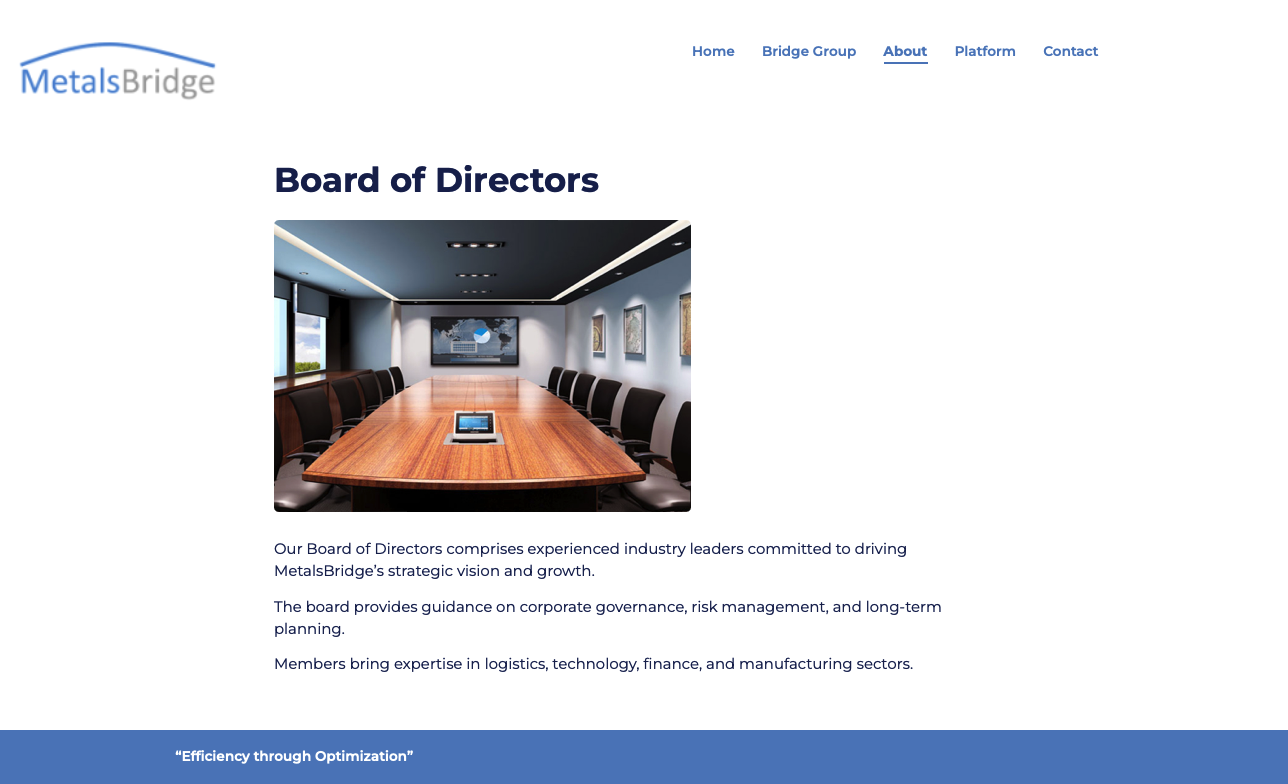 MetalsBridge
Home
Bridge Group
About
Platform
Contact
Board of Directors
Our Board of Directors comprises experienced industry leaders committed to driving
MetalsBridge’s strategic vision and growth.
The board provides guidance on corporate governance, risk management, and long-term
planning.
Members bring expertise in logistics, technology, finance, and manufacturing sectors.
“Efficiency through Optimization”